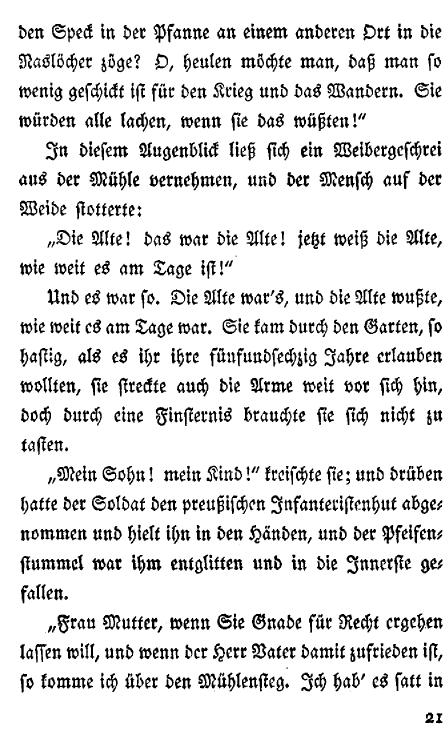 den Speck in der Pfanne an einem anderen Ort in die
Naslöcher zöge? O, heulen möchte man, daß man so
wenig geschickt ist für den Krieg und das Wandern. Sie
würden alle lachen, wenn sie das wüßten!“
In diesem Augenblick ließ sich ein Weibergeschrei
aus der Mühle vernehmen, und der Mensch auf der
Weide stotterte:
„Die Alte! das war die Alte! jetzt weiß die Alte,
wie weit es am Tage ist!“
Und es war so. Die Alte war's, und die Alte wußte,
wie weit es am Tage war. Sie kam durch den Garten, so
hastig, als es ihr ihre fünfundsechzig Jahre erlauben
wollten, sie streckte auch die Arme weit vor sich hin,
doch durch eine Finsternis brauchte sie sich nicht zu
tasten.
„Mein Sohn! mein Kind!“ kreischte sie; und drüben
hatte der Soldat den preußischen Infanteristenhut abge-
nommen und hielt ihn in den Händen, und der Pfeifen-
stummel war ihm entglitten und in die Innerste ge-
fallen.
„Frau Mutter, wenn Sie Gnade für Recht ergehen
lassen will, und wenn der Herr Vater damit zufrieden ist,
so komme ich über den Mühlensteg. Ich hab' es satt in
21